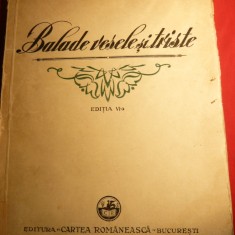 Balade vesele și triste
EDIȚIA VI-a
EDITURA „CARTEA ROMÂNEASCĂ" BUCUREȘTI